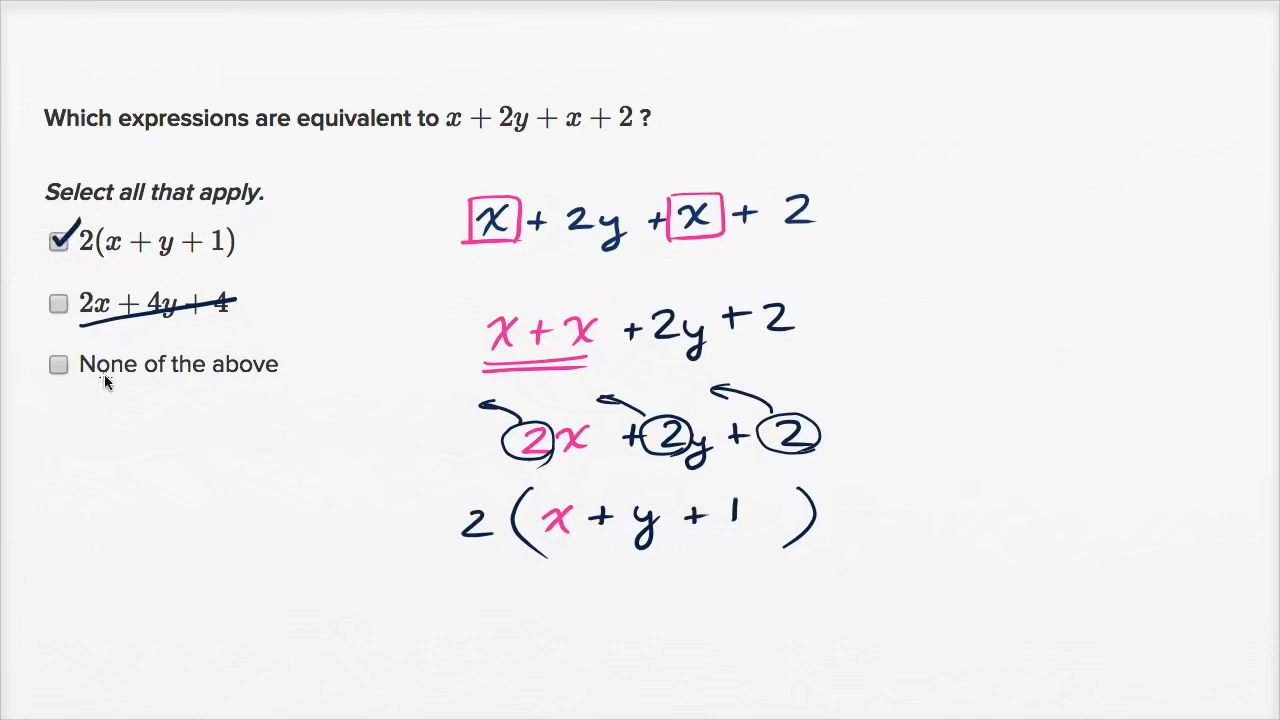 Which expressions are equivalent to x + 2y + x + 2 ?
Select all that apply.
2(x + y + 1)
2x + 4y + 4
None of the above
x + 2y + x + 2
x + x + 2y + 2
2x + 2y + 2
2 ( x + y + 1 )